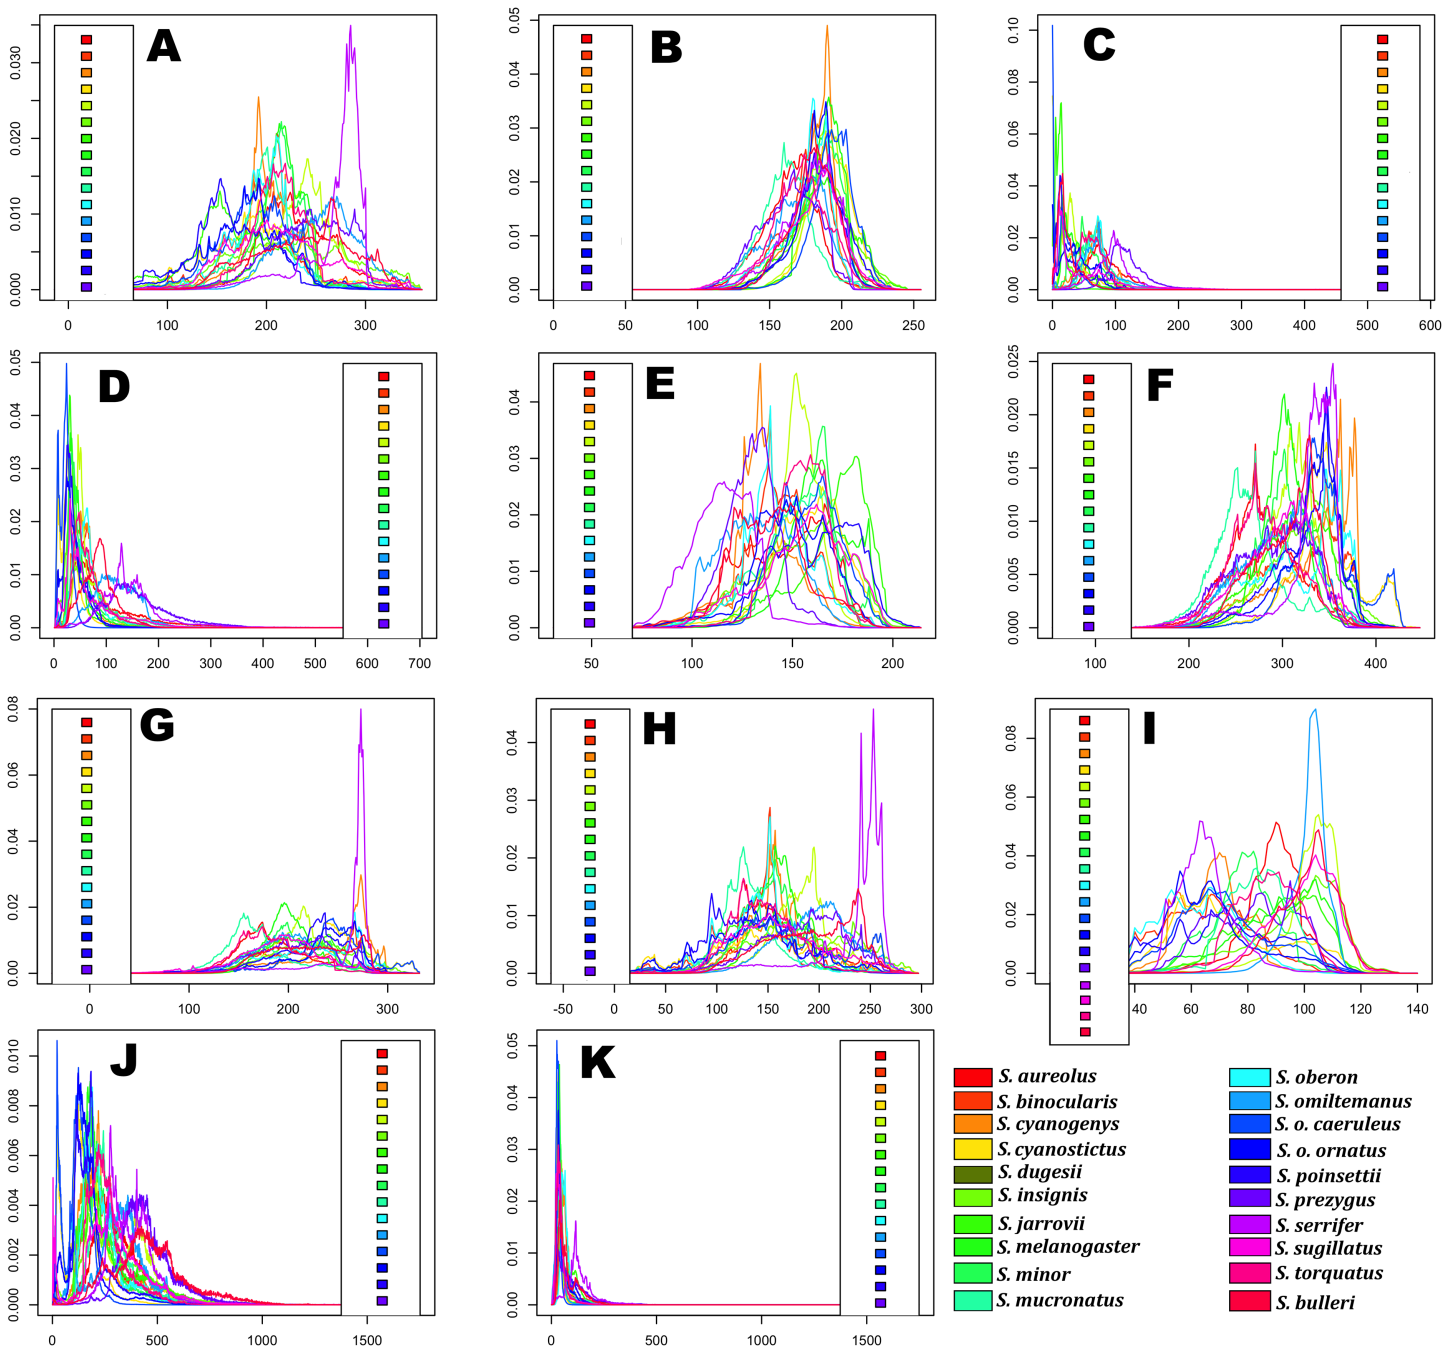 A
0.000 0.010 0.020 0.030
0 100 200 300
B
0.00 0.01 0.02 0.03 0.04 0.05
0 50 100 150 200 250
C
0.00 0.02 0.04 0.06 0.08 0.10
0 100 200 300 400 500 600
D
0.00 0.01 0.02 0.03 0.04 0.05
0 100 200 300 400 500 600 700
E
0.00 0.01 0.02 0.03 0.04
50 100 150 200
F
0.000 0.005 0.010 0.015 0.020 0.025
100 200 300 400
G
0.00 0.02 0.04 0.06 0.08
0 100 200 300
H
0.00 0.01 0.02 0.03 0.04
-50 0 50 100 150 200 250 300
I
0.00 0.02 0.04 0.06 0.08
40 60 80 100 120 140
J
0.000 0.002 0.004 0.006 0.008 0.010
0 500 1000 1500
K
0.00 0.01 0.02 0.03 0.04 0.05
0 500 1000 1500
S. aureolus
S. binocularis
S. cyanogenys
S. cyanostictus
S. dugesii
S. insignis
S. jarrovii
S. melanogaster
S. minor
S. mucronatus
S. oberon
S. omiltemanus
S. o. caeruleus
S. o. ornatus
S. poinsettii
S. prezygus
S. serrifer
S. sugillatus
S. torquatus
S. bulleri